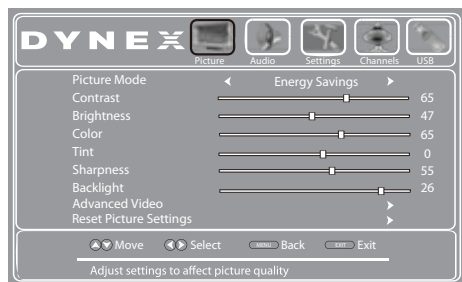 DYNEX
Picture Audio Settings Channels USB
Picture Mode Energy Savings
Contrast 65
Brightness 47
Color 65
Tint 0
Sharpness 55
Backlight 26
Advanced Video
Reset Picture Settings
Move Select MENU Back EXIT Exit
Adjust settings to affect picture quality